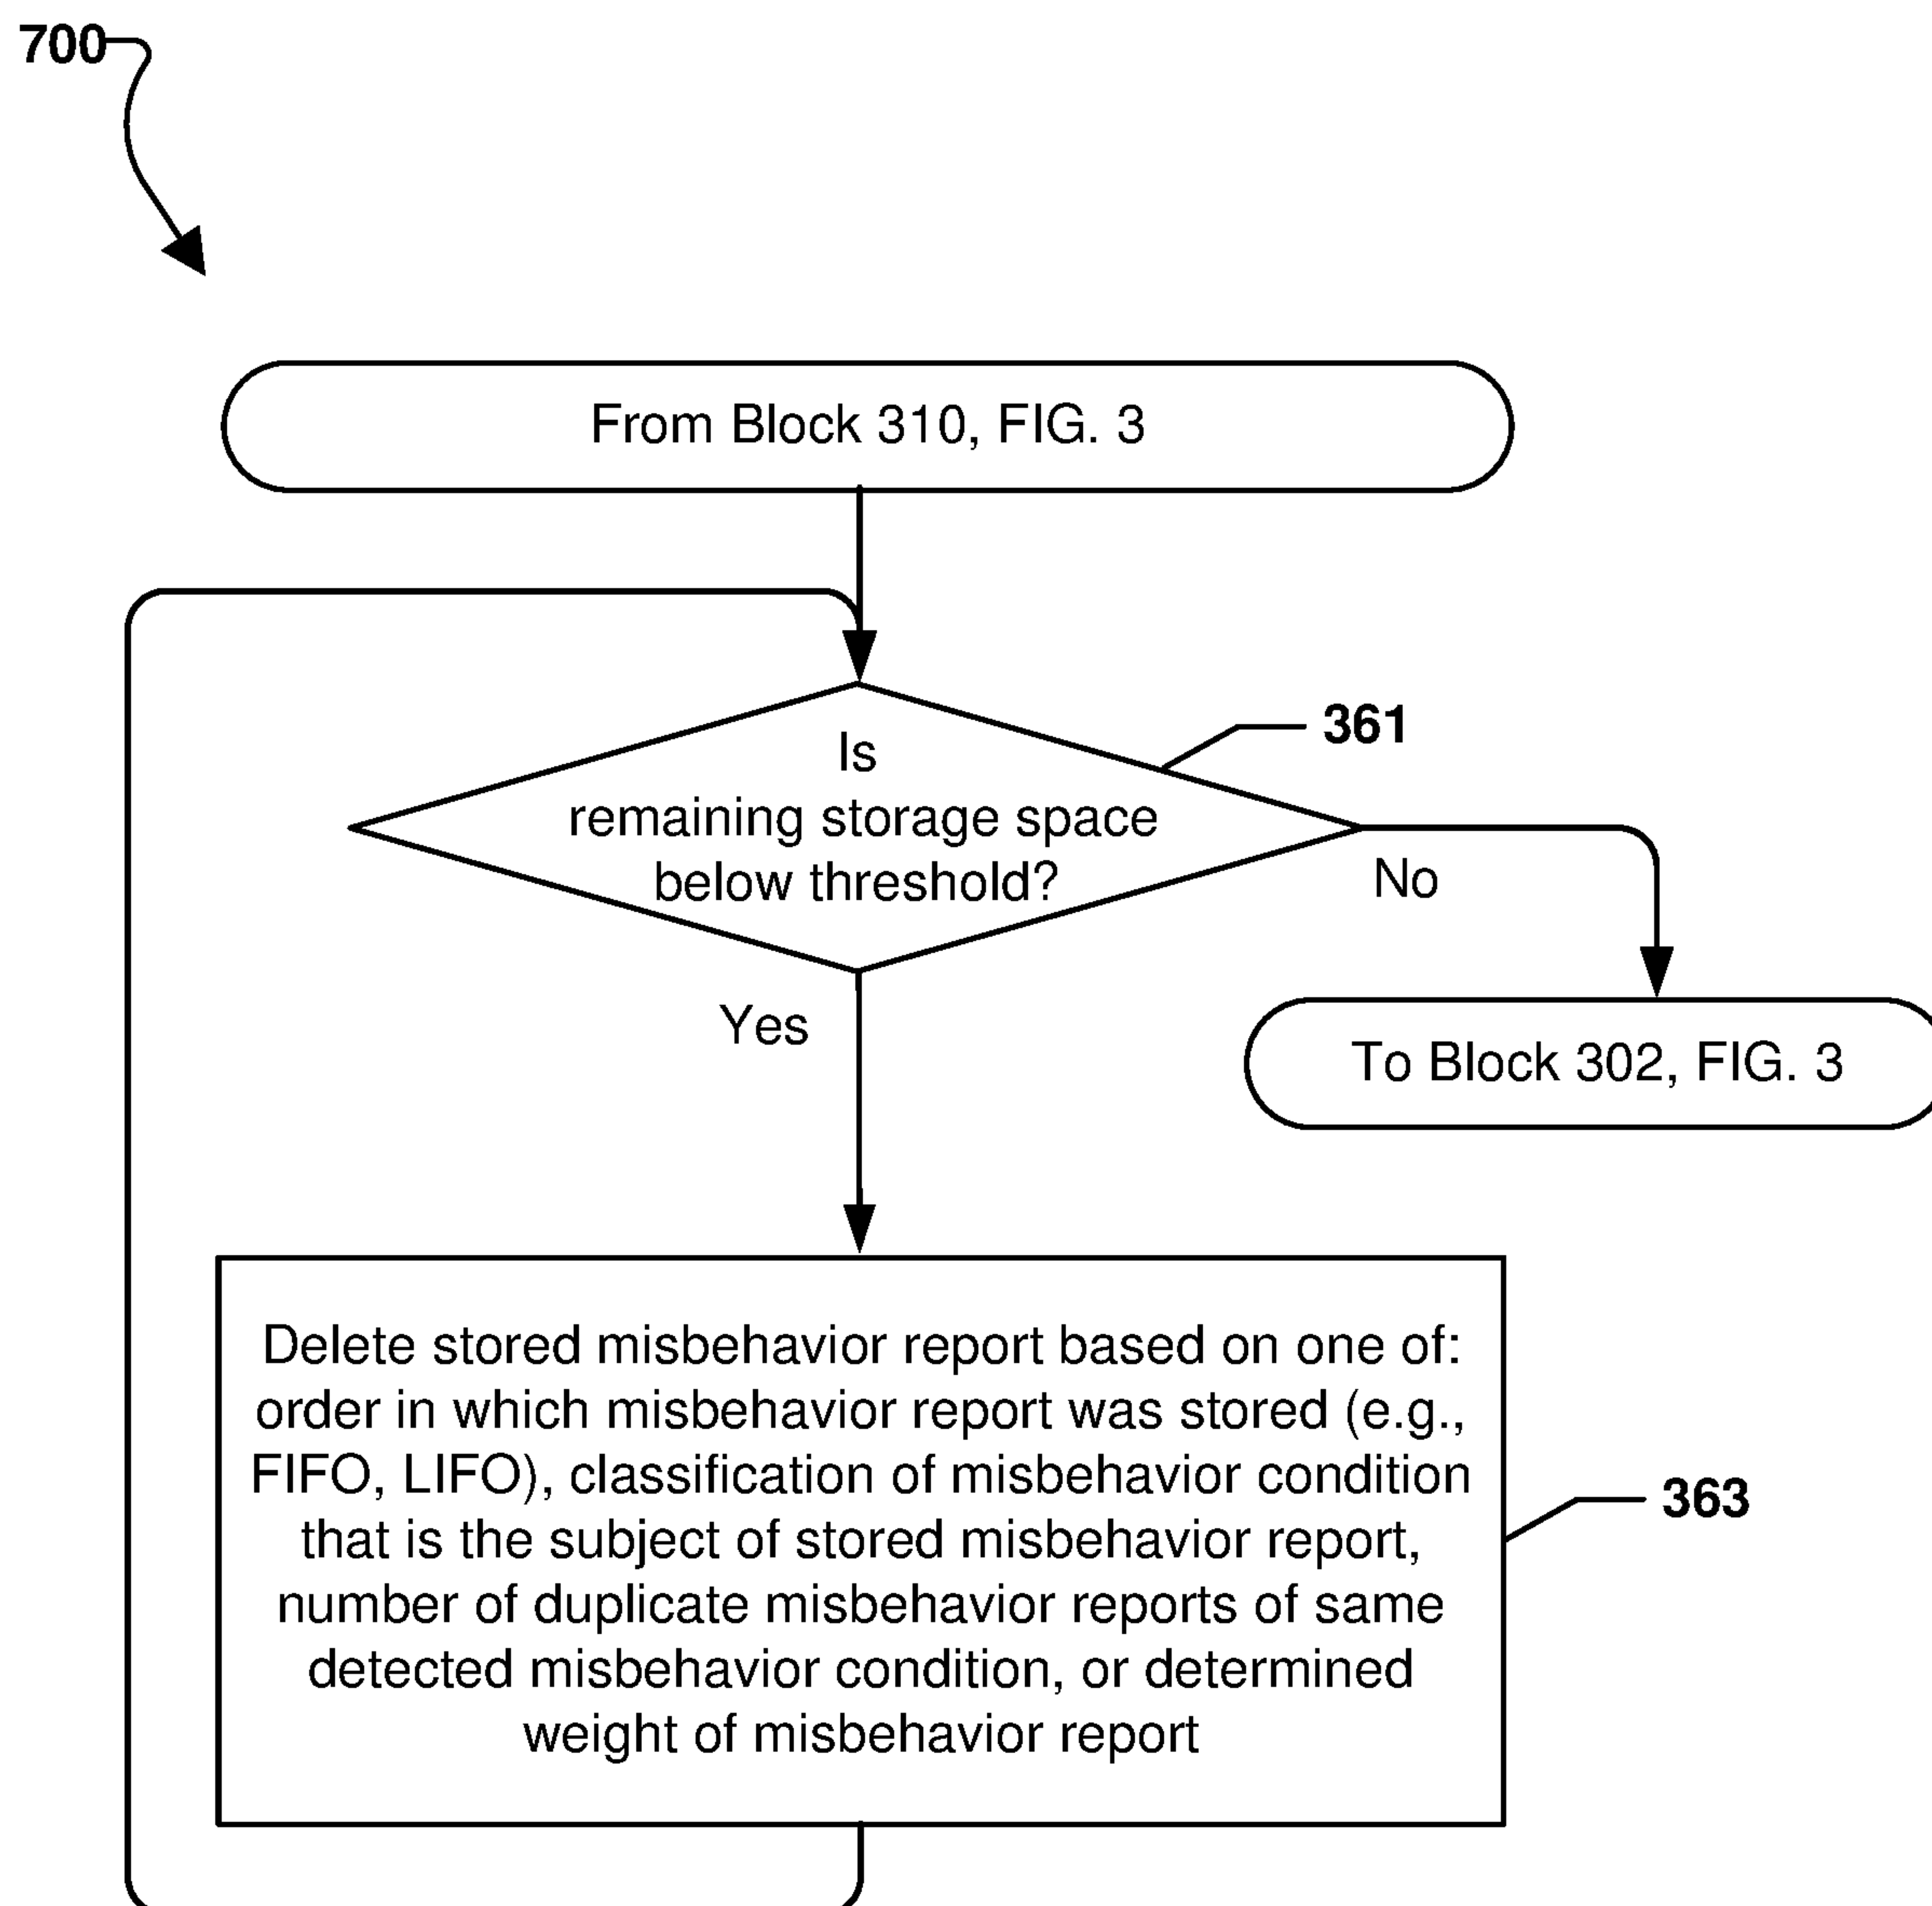 700
From Block 310, FIG. 3
Is
remaining storage space
below threshold?
361
No
Yes
To Block 302, FIG. 3
Delete stored misbehavior report based on one of:
order in which misbehavior report was stored (e.g.,
FIFO, LIFO), classification of misbehavior condition
that is the subject of stored misbehavior report,
number of duplicate misbehavior reports of same
detected misbehavior condition, or determined
weight of misbehavior report
363